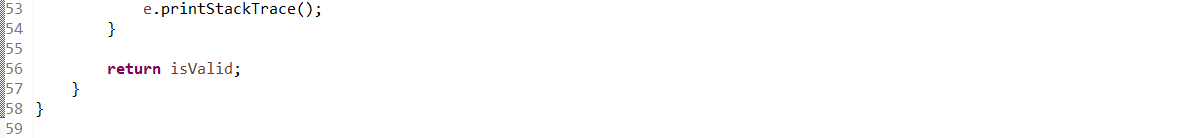 53            e.printStackTrace();
54        }
55
56        return isValid;
57    }
58 }
59